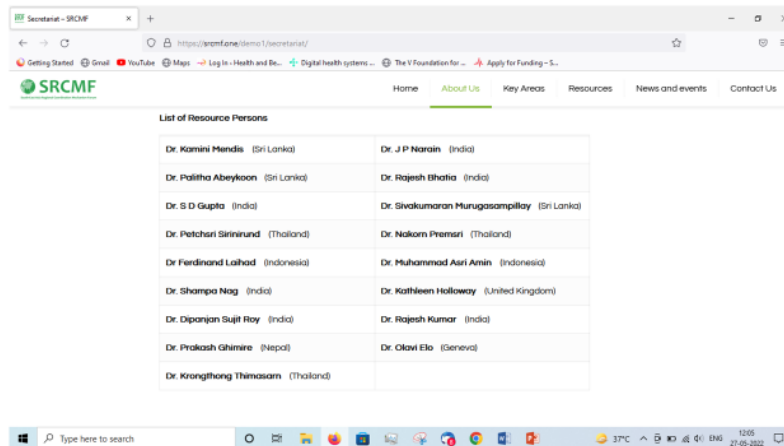 Secretariat – SRCMF
https://srcmf.one/demo1/secretariat/
Getting Started Gmail YouTube Maps Log In - Health and Be... Digital health systems ... The V Foundation for ... Apply for Funding – S...
SRCMF
Home About Us Key Areas Resources News and events Contact Us
List of Resource Persons
Dr. Kamini Mendis (Sri Lanka) Dr. J P Narain (India)
Dr. Palitha Abeykoon (Sri Lanka) Dr. Rajesh Bhatia (India)
Dr. S D Gupta (India) Dr. Sivakumaran Murugasampillay (Sri Lanka)
Dr. Petchsri Sirinirund (Thailand) Dr. Nakorn Premsri (Thailand)
Dr Ferdinand Laihad (Indonesia) Dr. Muhammad Asri Amin (Indonesia)
Dr. Shampa Nag (India) Dr. Kathleen Holloway (United Kingdom)
Dr. Dipanjan Sujit Roy (India) Dr. Rajesh Kumar (India)
Dr. Prakash Ghimire (Nepal) Dr. Olavi Elo (Geneva)
Dr. Krongthong Thimasarn (Thailand)
Type here to search
37°C ENG 12:05
27-05-2022